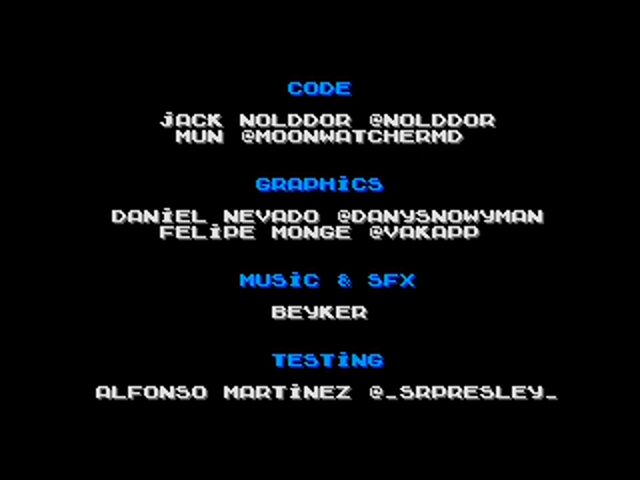 CODE
JACK NOLDDOR @NOLDDOR
MUN @MOONWATCHERMD
GRAPHiCS
DANiEL NEVADO @DANYSNOWYMAN
FELiPE MONGE @VAKAPP
MUSiC & SFX
BEYKER
TESTiNG
ALFONSO MARTiNEZ @_SRPRESLEY_